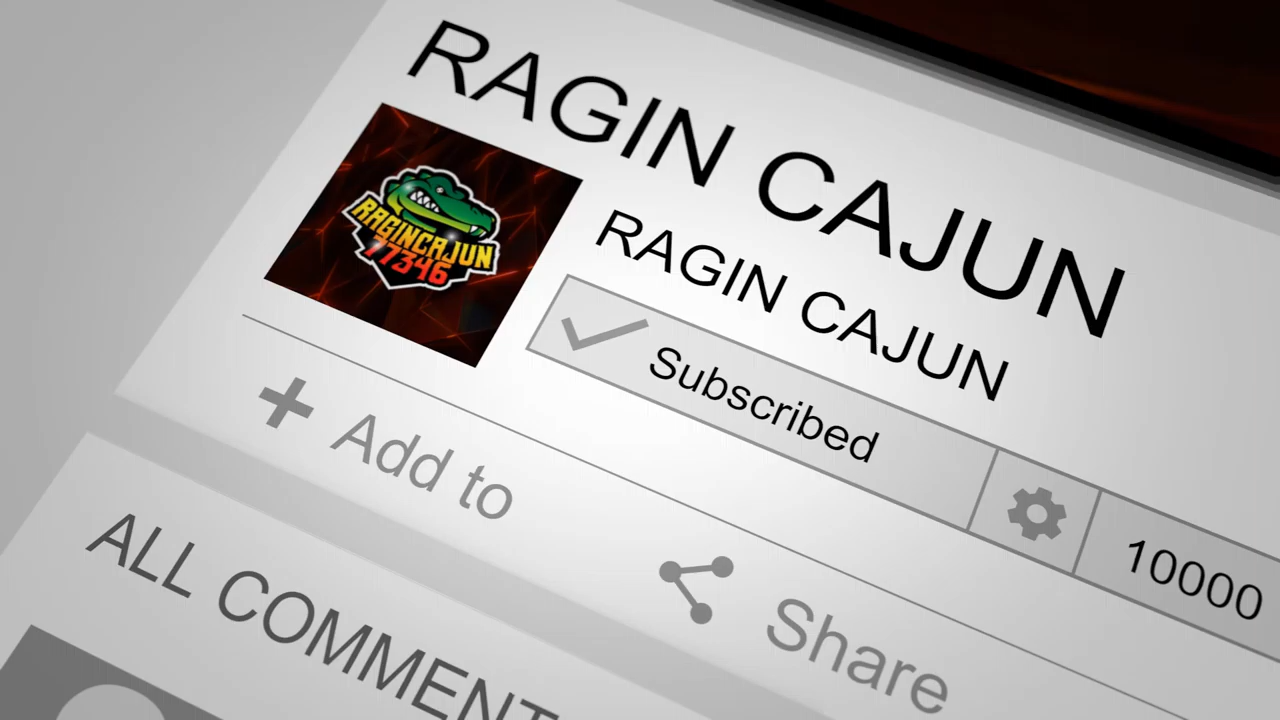 RAGIN CAJUN
RAGINCAJUN
77346
RAGIN CAJUN
Subscribed
10000
Add to
Share
ALL COMMENT